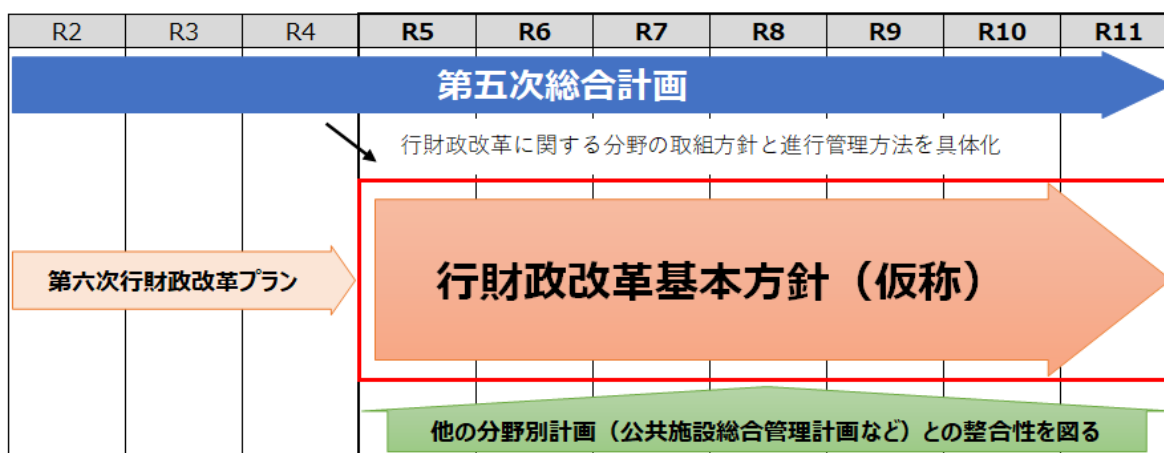 R2 R3 R4 R5 R6 R7 R8 R9 R10 R11
第五次総合計画
行財政改革に関する分野の取組方針と進行管理方法を具体化
第六次行財政改革プラン
行財政改革基本方針（仮称）
他の分野別計画（公共施設総合管理計画など）との整合性を図る